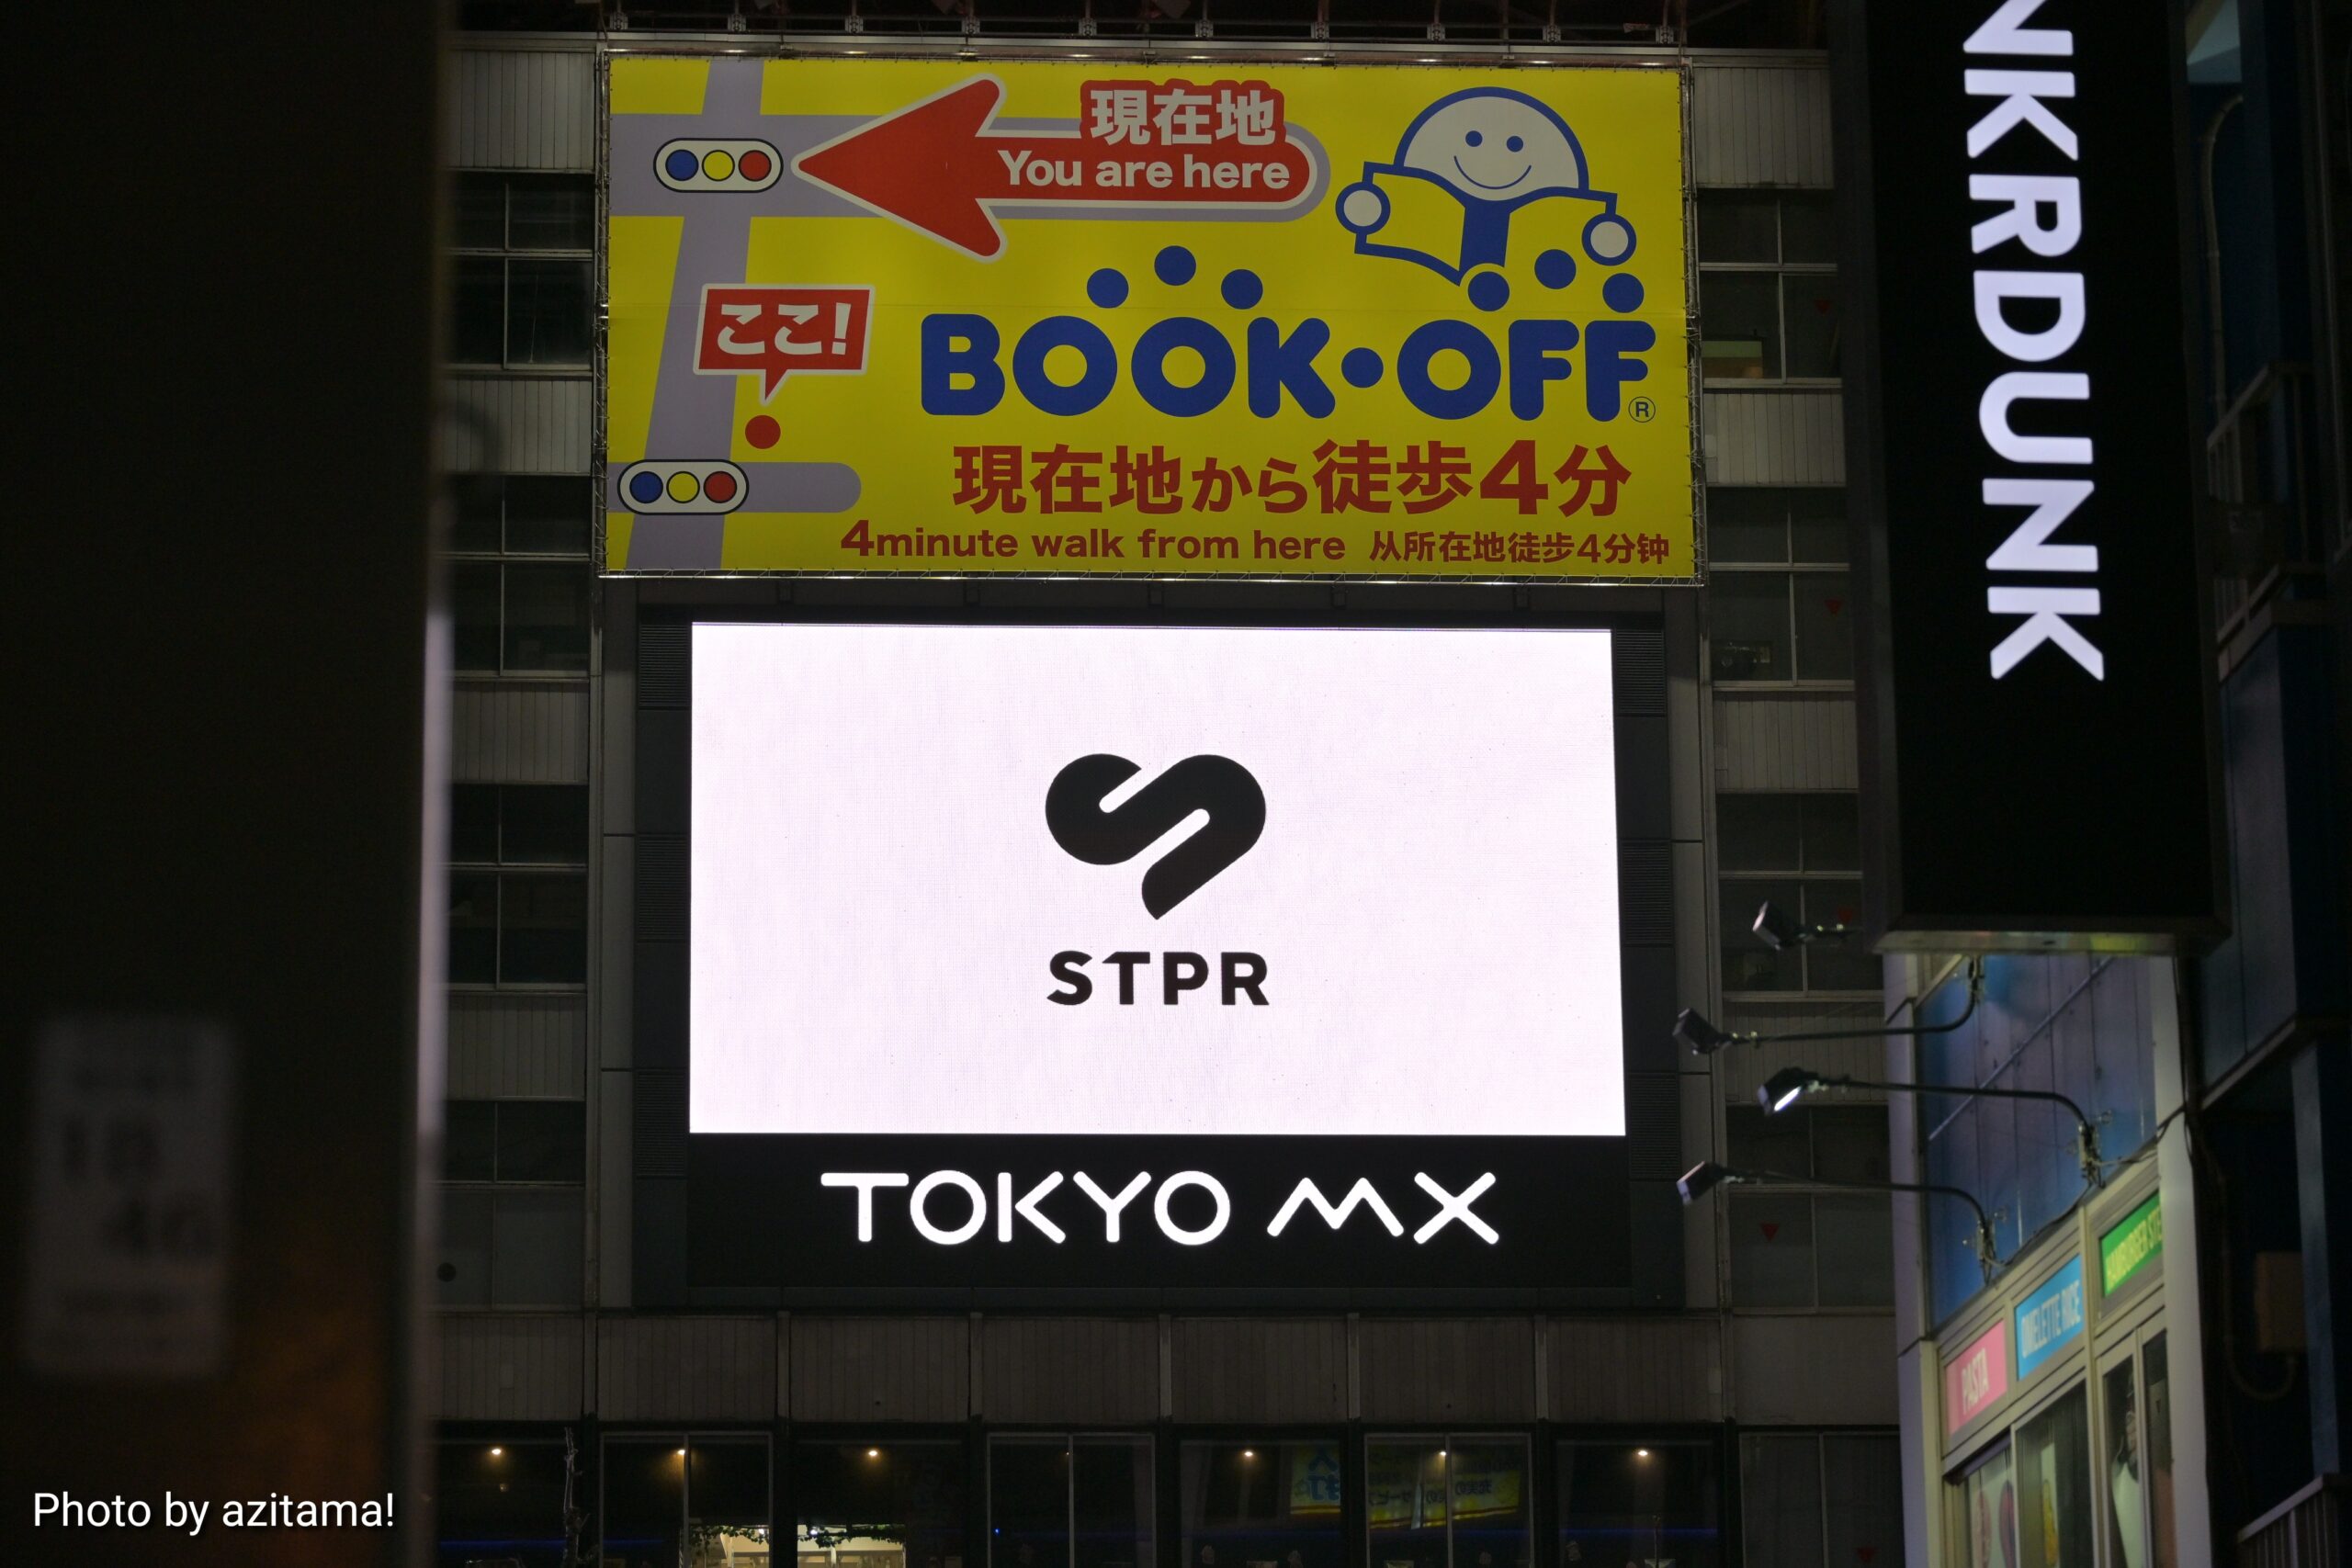 現在地
You are here
ここ!
BOOK・OFF
®
現在地から徒歩4分
4minute walk from here 从所在地徒步4分钟
NKRDUNK
STPR
TOKYO MX
PASTA
OMELETTE RICE
HAMBURGER STE
Photo by azitama!